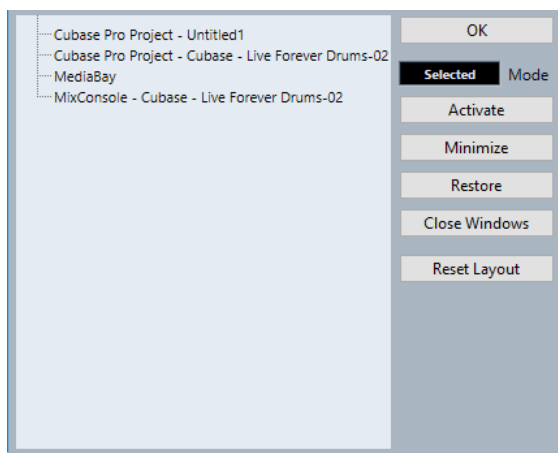 Cubase Pro Project - Untitled1
Cubase Pro Project - Cubase - Live Forever Drums-02
MediaBay
MixConsole - Cubase - Live Forever Drums-02
OK
Selected Mode
Activate
Minimize
Restore
Close Windows
Reset Layout